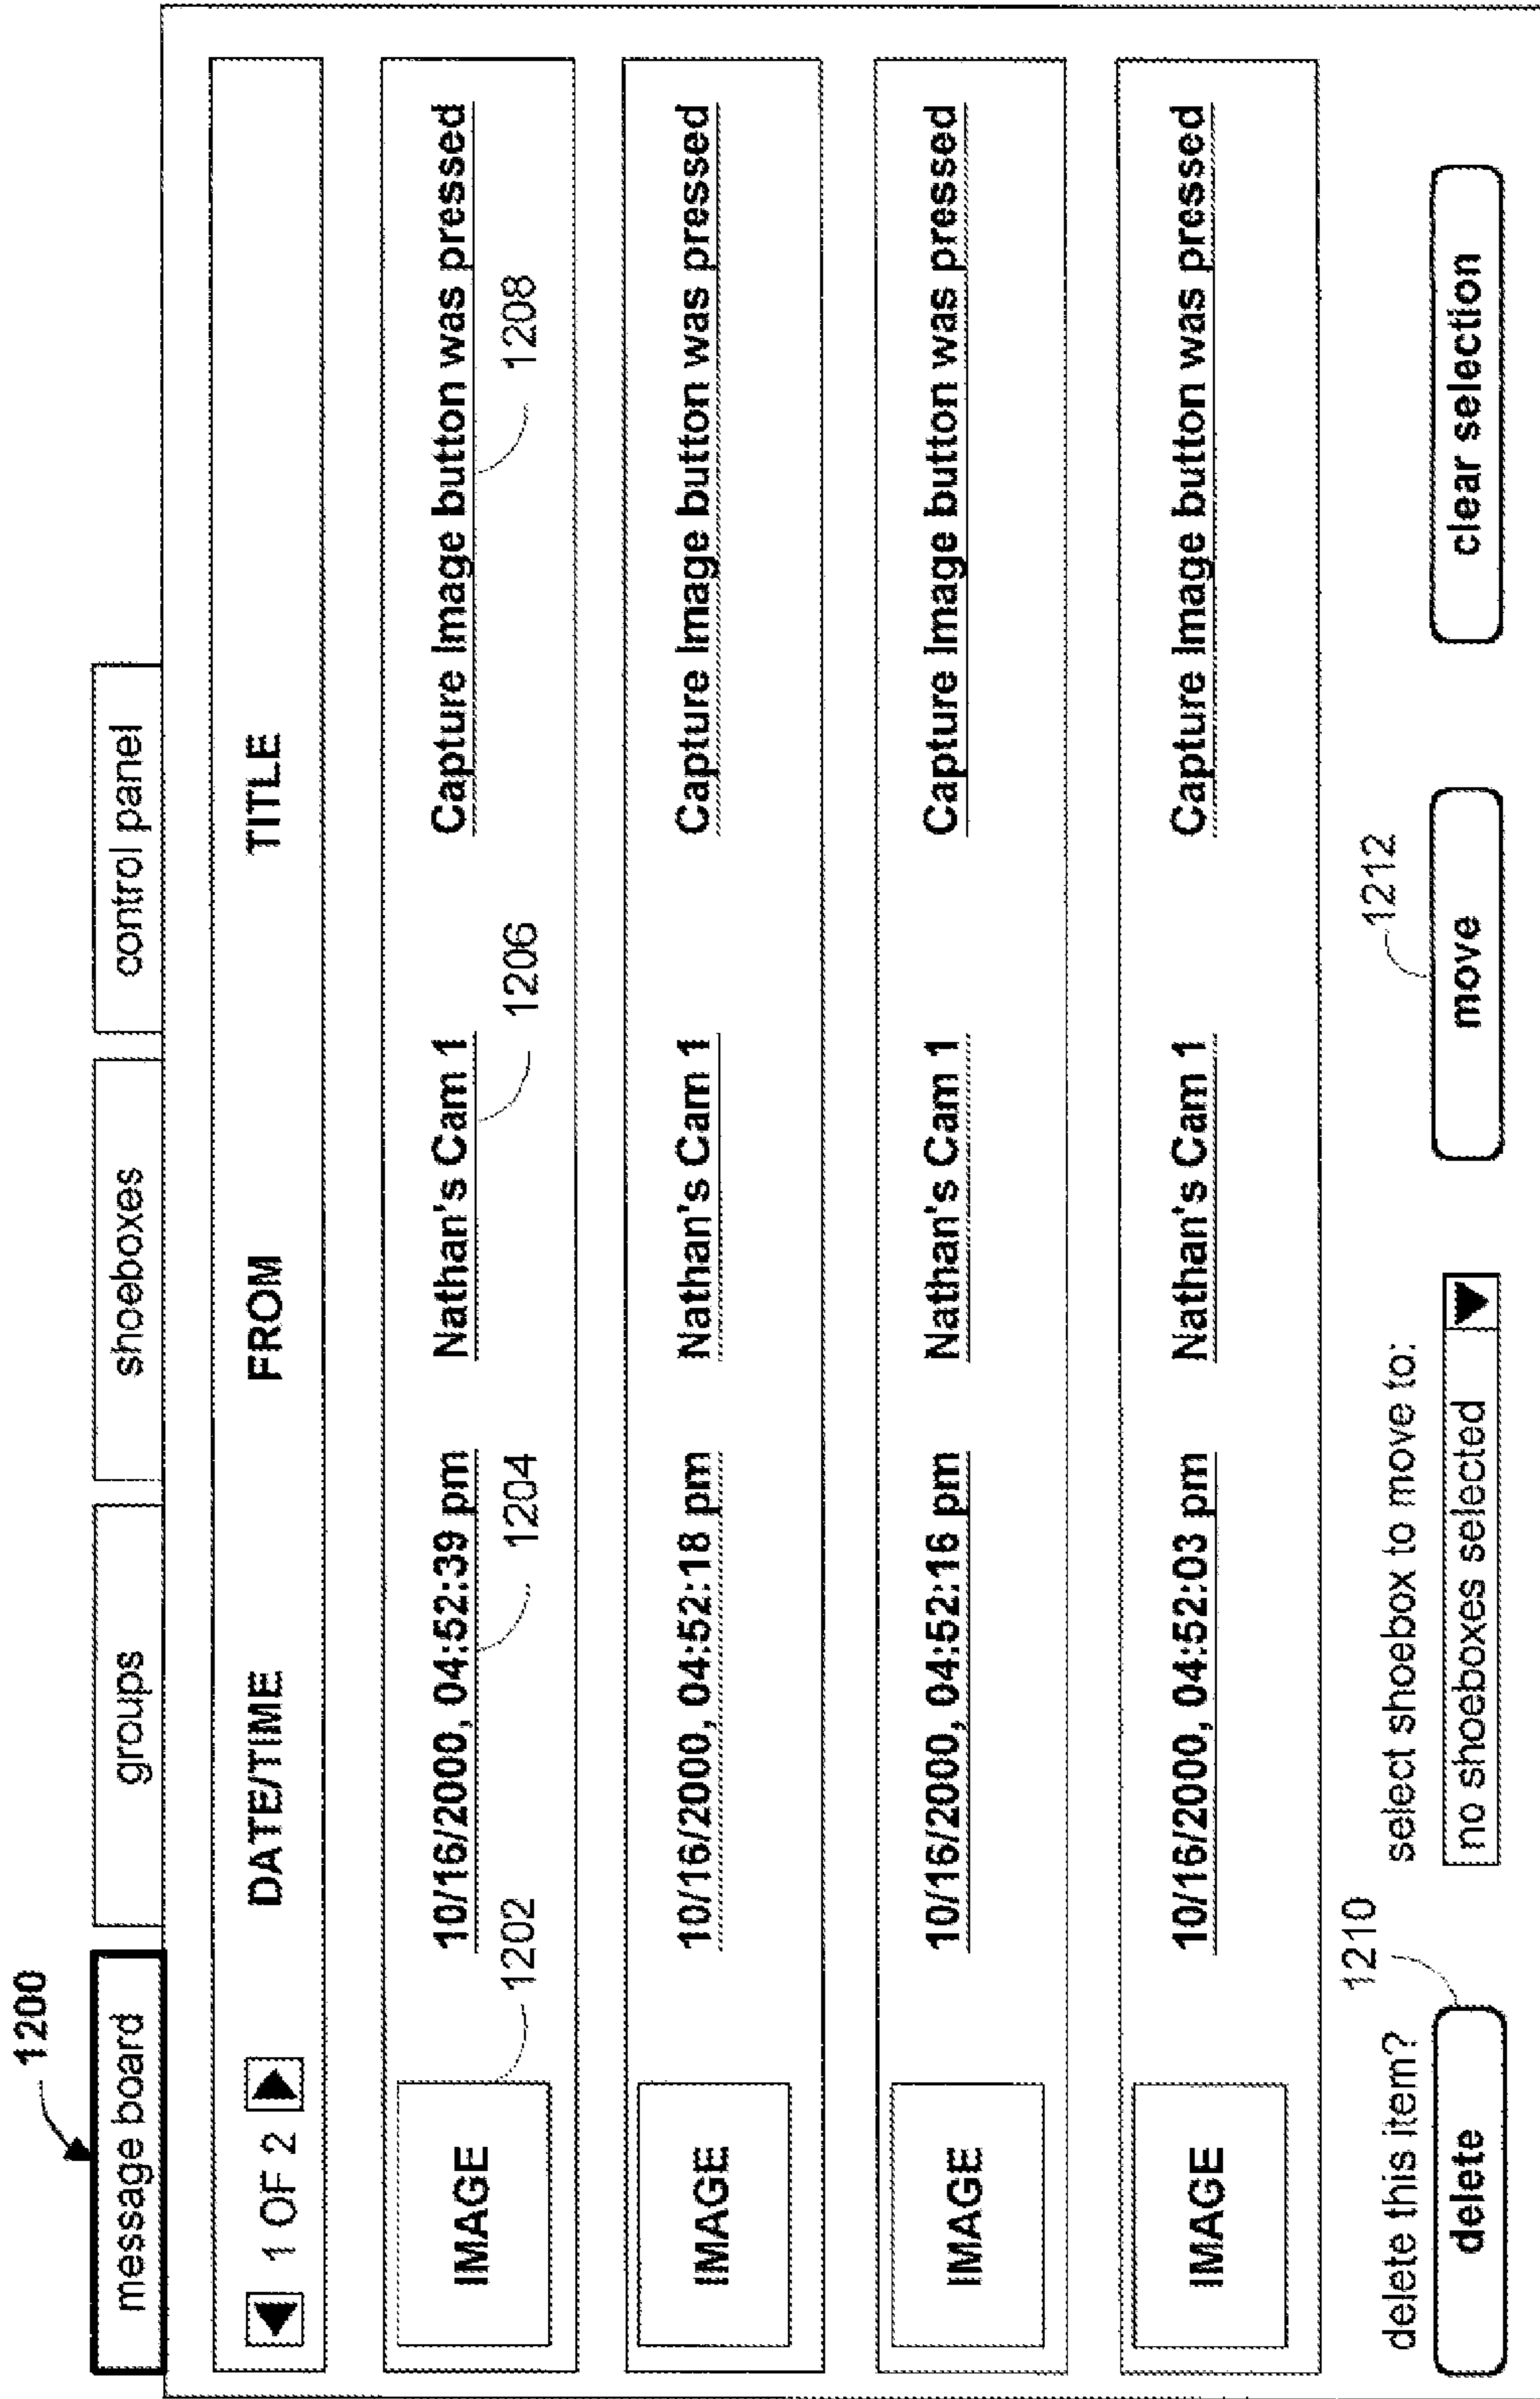 1200
message board groups shoeboxes control panel
1 OF 2 DATE/TIME FROM TITLE
IMAGE 10/16/2000, 04:52:39 pm Nathan's Cam 1 Capture Image button was pressed
1202 1204 1206 1208
IMAGE 10/16/2000, 04:52:18 pm Nathan's Cam 1 Capture Image button was pressed
IMAGE 10/16/2000, 04:52:16 pm Nathan's Cam 1 Capture Image button was pressed
IMAGE 10/16/2000, 04:52:03 pm Nathan's Cam 1 Capture Image button was pressed
1210 1212
delete this item? select shoebox to move to:
delete no shoeboxes selected move clear selection